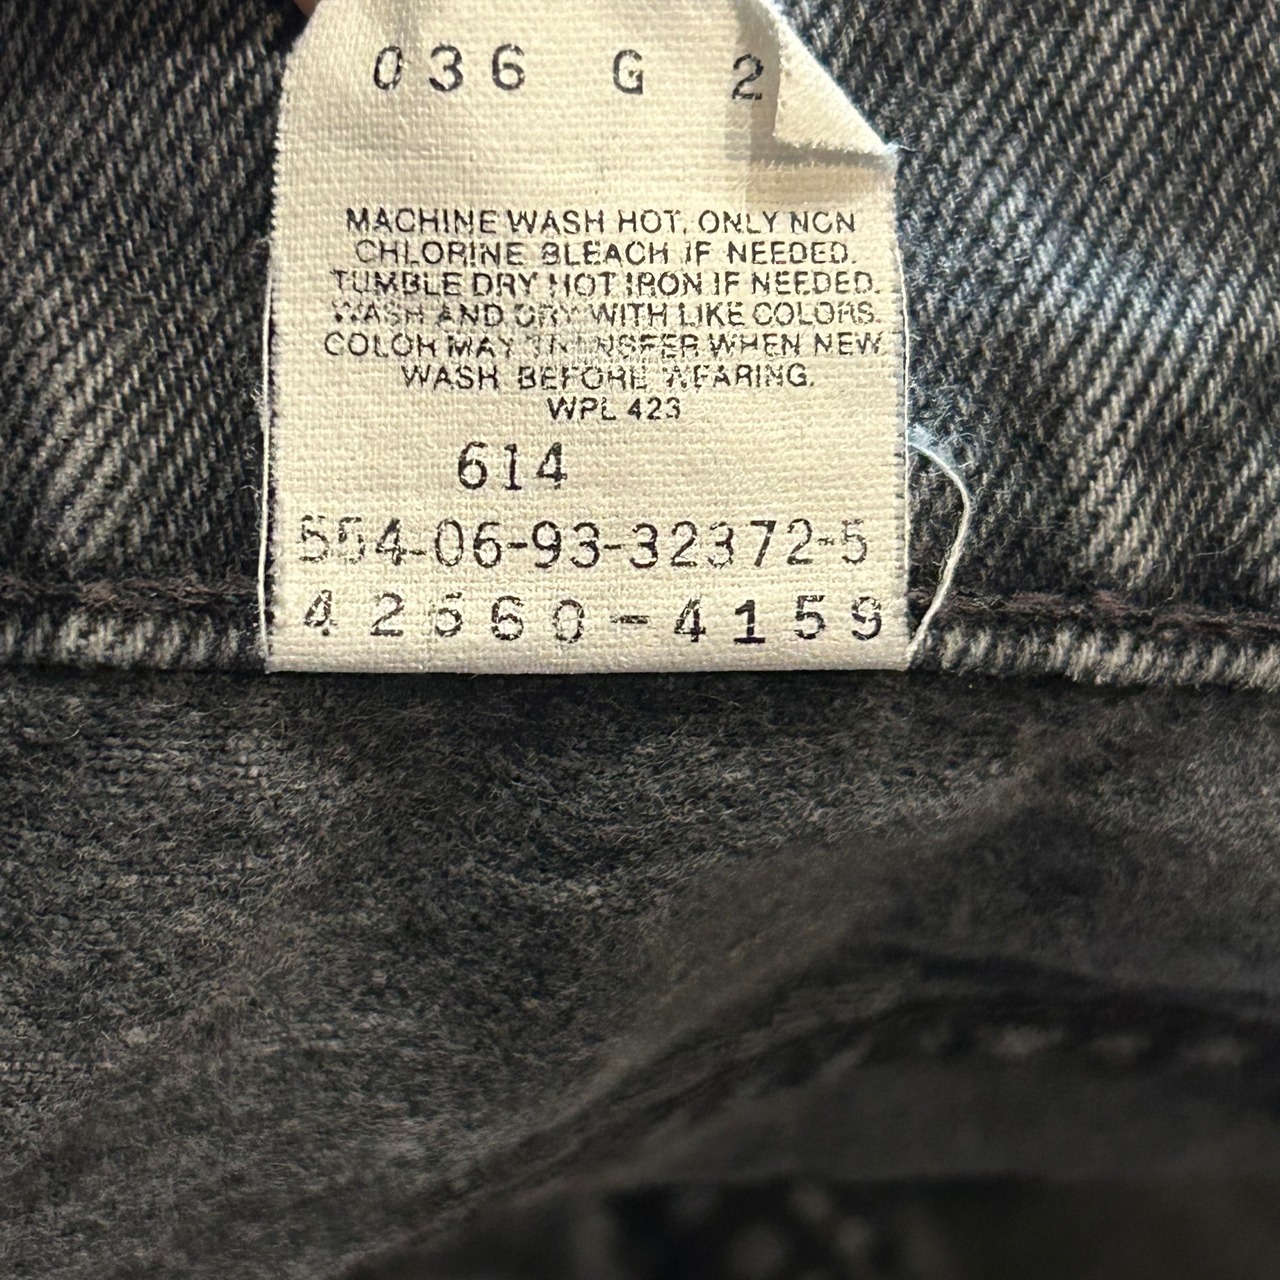 036 G 2
MACHINE WASH HOT, ONLY NON
CHLORINE BLEACH IF NEEDED.
TUMBLE DRY HOT IRON IF NEEDED.
WASH AND DRY WITH LIKE COLORS.
COLOR MAY TRANSFER WHEN NEW
WASH BEFORE WEARING.
WPL 423
614
554-06-93-32372-5
42560-4159